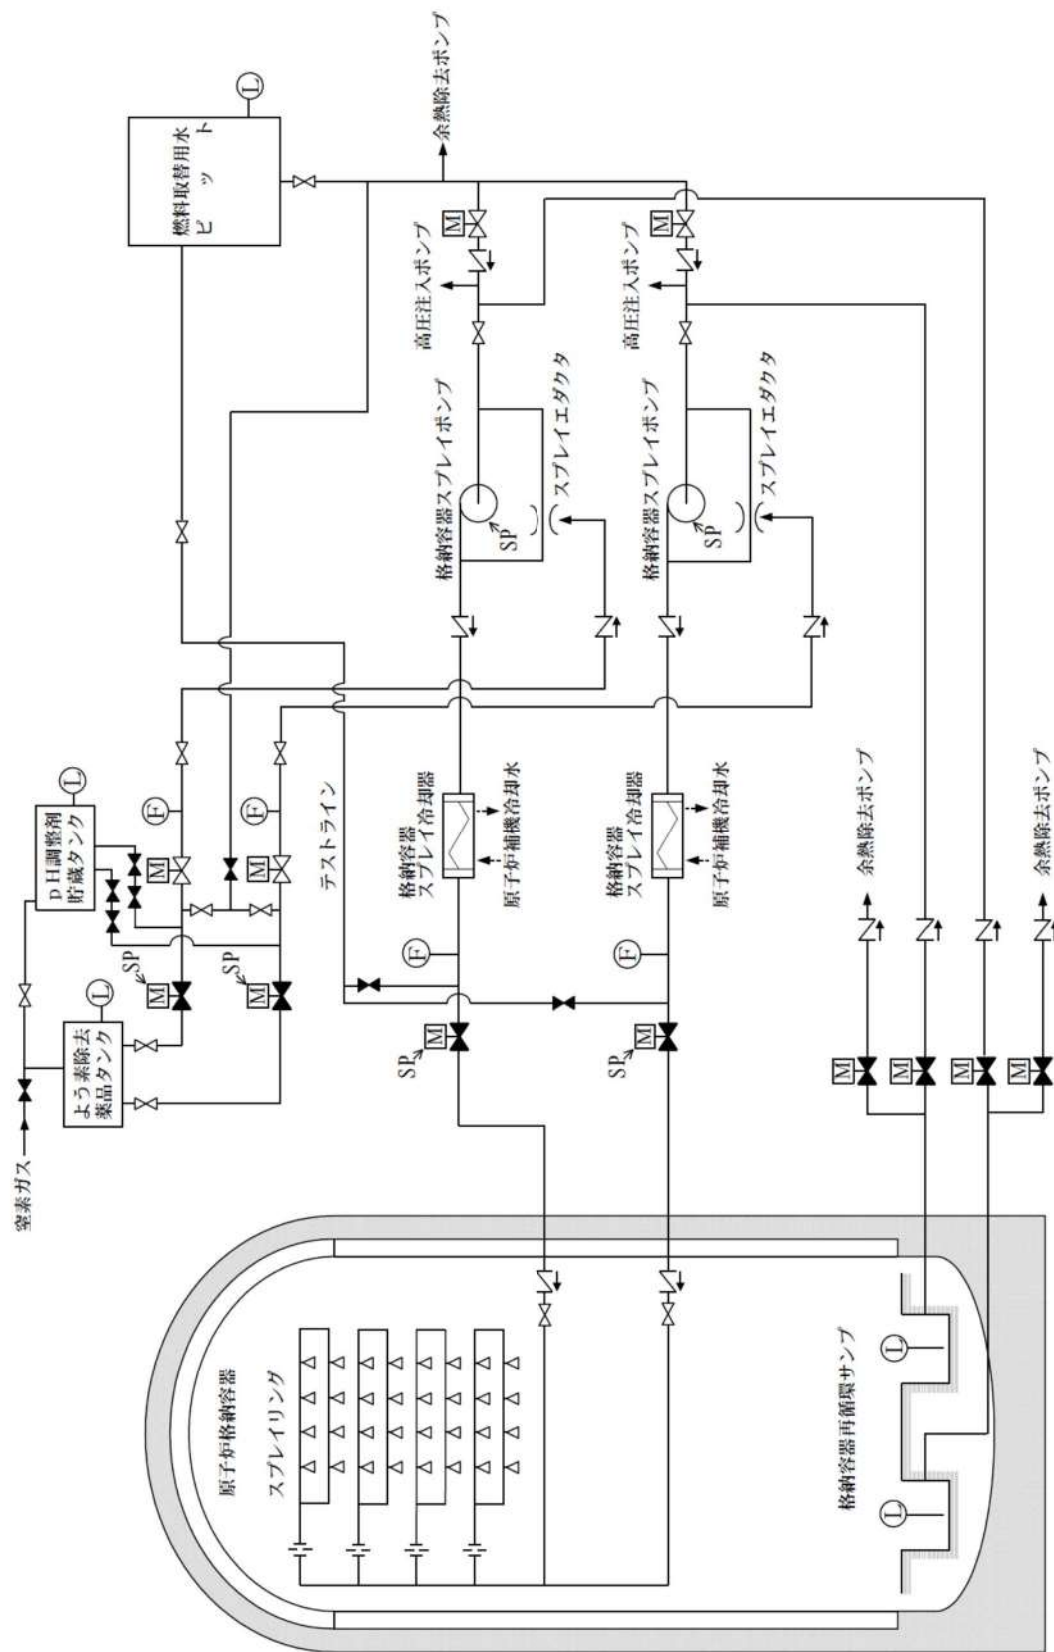 窒素ガス
よう素除去
薬品タンク
L
pH調整剤
貯蔵タンク
L
燃料取替用水
ピット
L
M
SP
M
SP
M
F
M
F
テストライン
余熱除去ポンプ
原子炉格納容器
スプレイリング
SP
M
F
格納容器
スプレイ冷却器
原子炉補機冷却水
格納容器スプレイポンプ
SP
スプレイエダクタ
高圧注入ポンプ
M
SP
M
F
格納容器
スプレイ冷却器
原子炉補機冷却水
格納容器スプレイポンプ
SP
スプレイエダクタ
高圧注入ポンプ
M
格納容器再循環サンプ
L
L
M
余熱除去ポンプ
M
M
M
余熱除去ポンプ